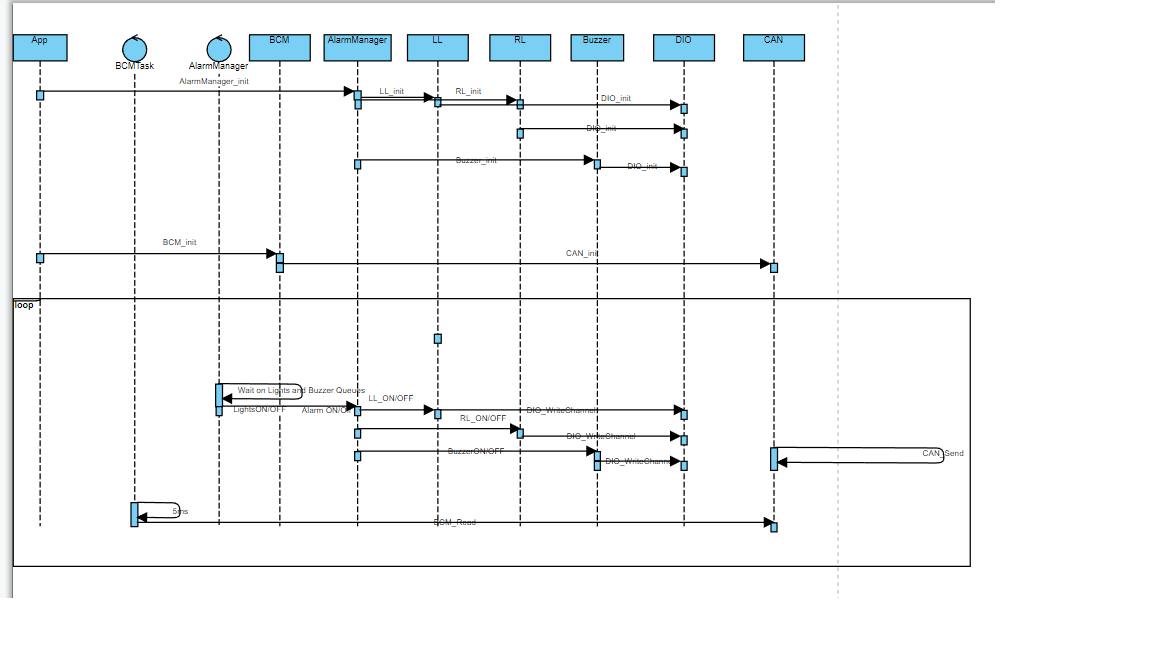 App
BCMTask
AlarmManager
BCM
AlarmManager
LL
RL
Buzzer
DIO
CAN
AlarmManager_init
LL_init
RL_init
DIO_init
DIO_init
Buzzer_init
DIO_init
BCM_init
CAN_init
loop
Wait on Lights and Buzzer Queues
LL_ON/OFF
LightsON/OFF
Alarm ON/OFF
DIO_WriteChannel
RL_ON/OFF
DIO_WriteChannel
BuzzerON/OFF
CAN_Send
DIO_WriteChannel
5ms
BCM_Read